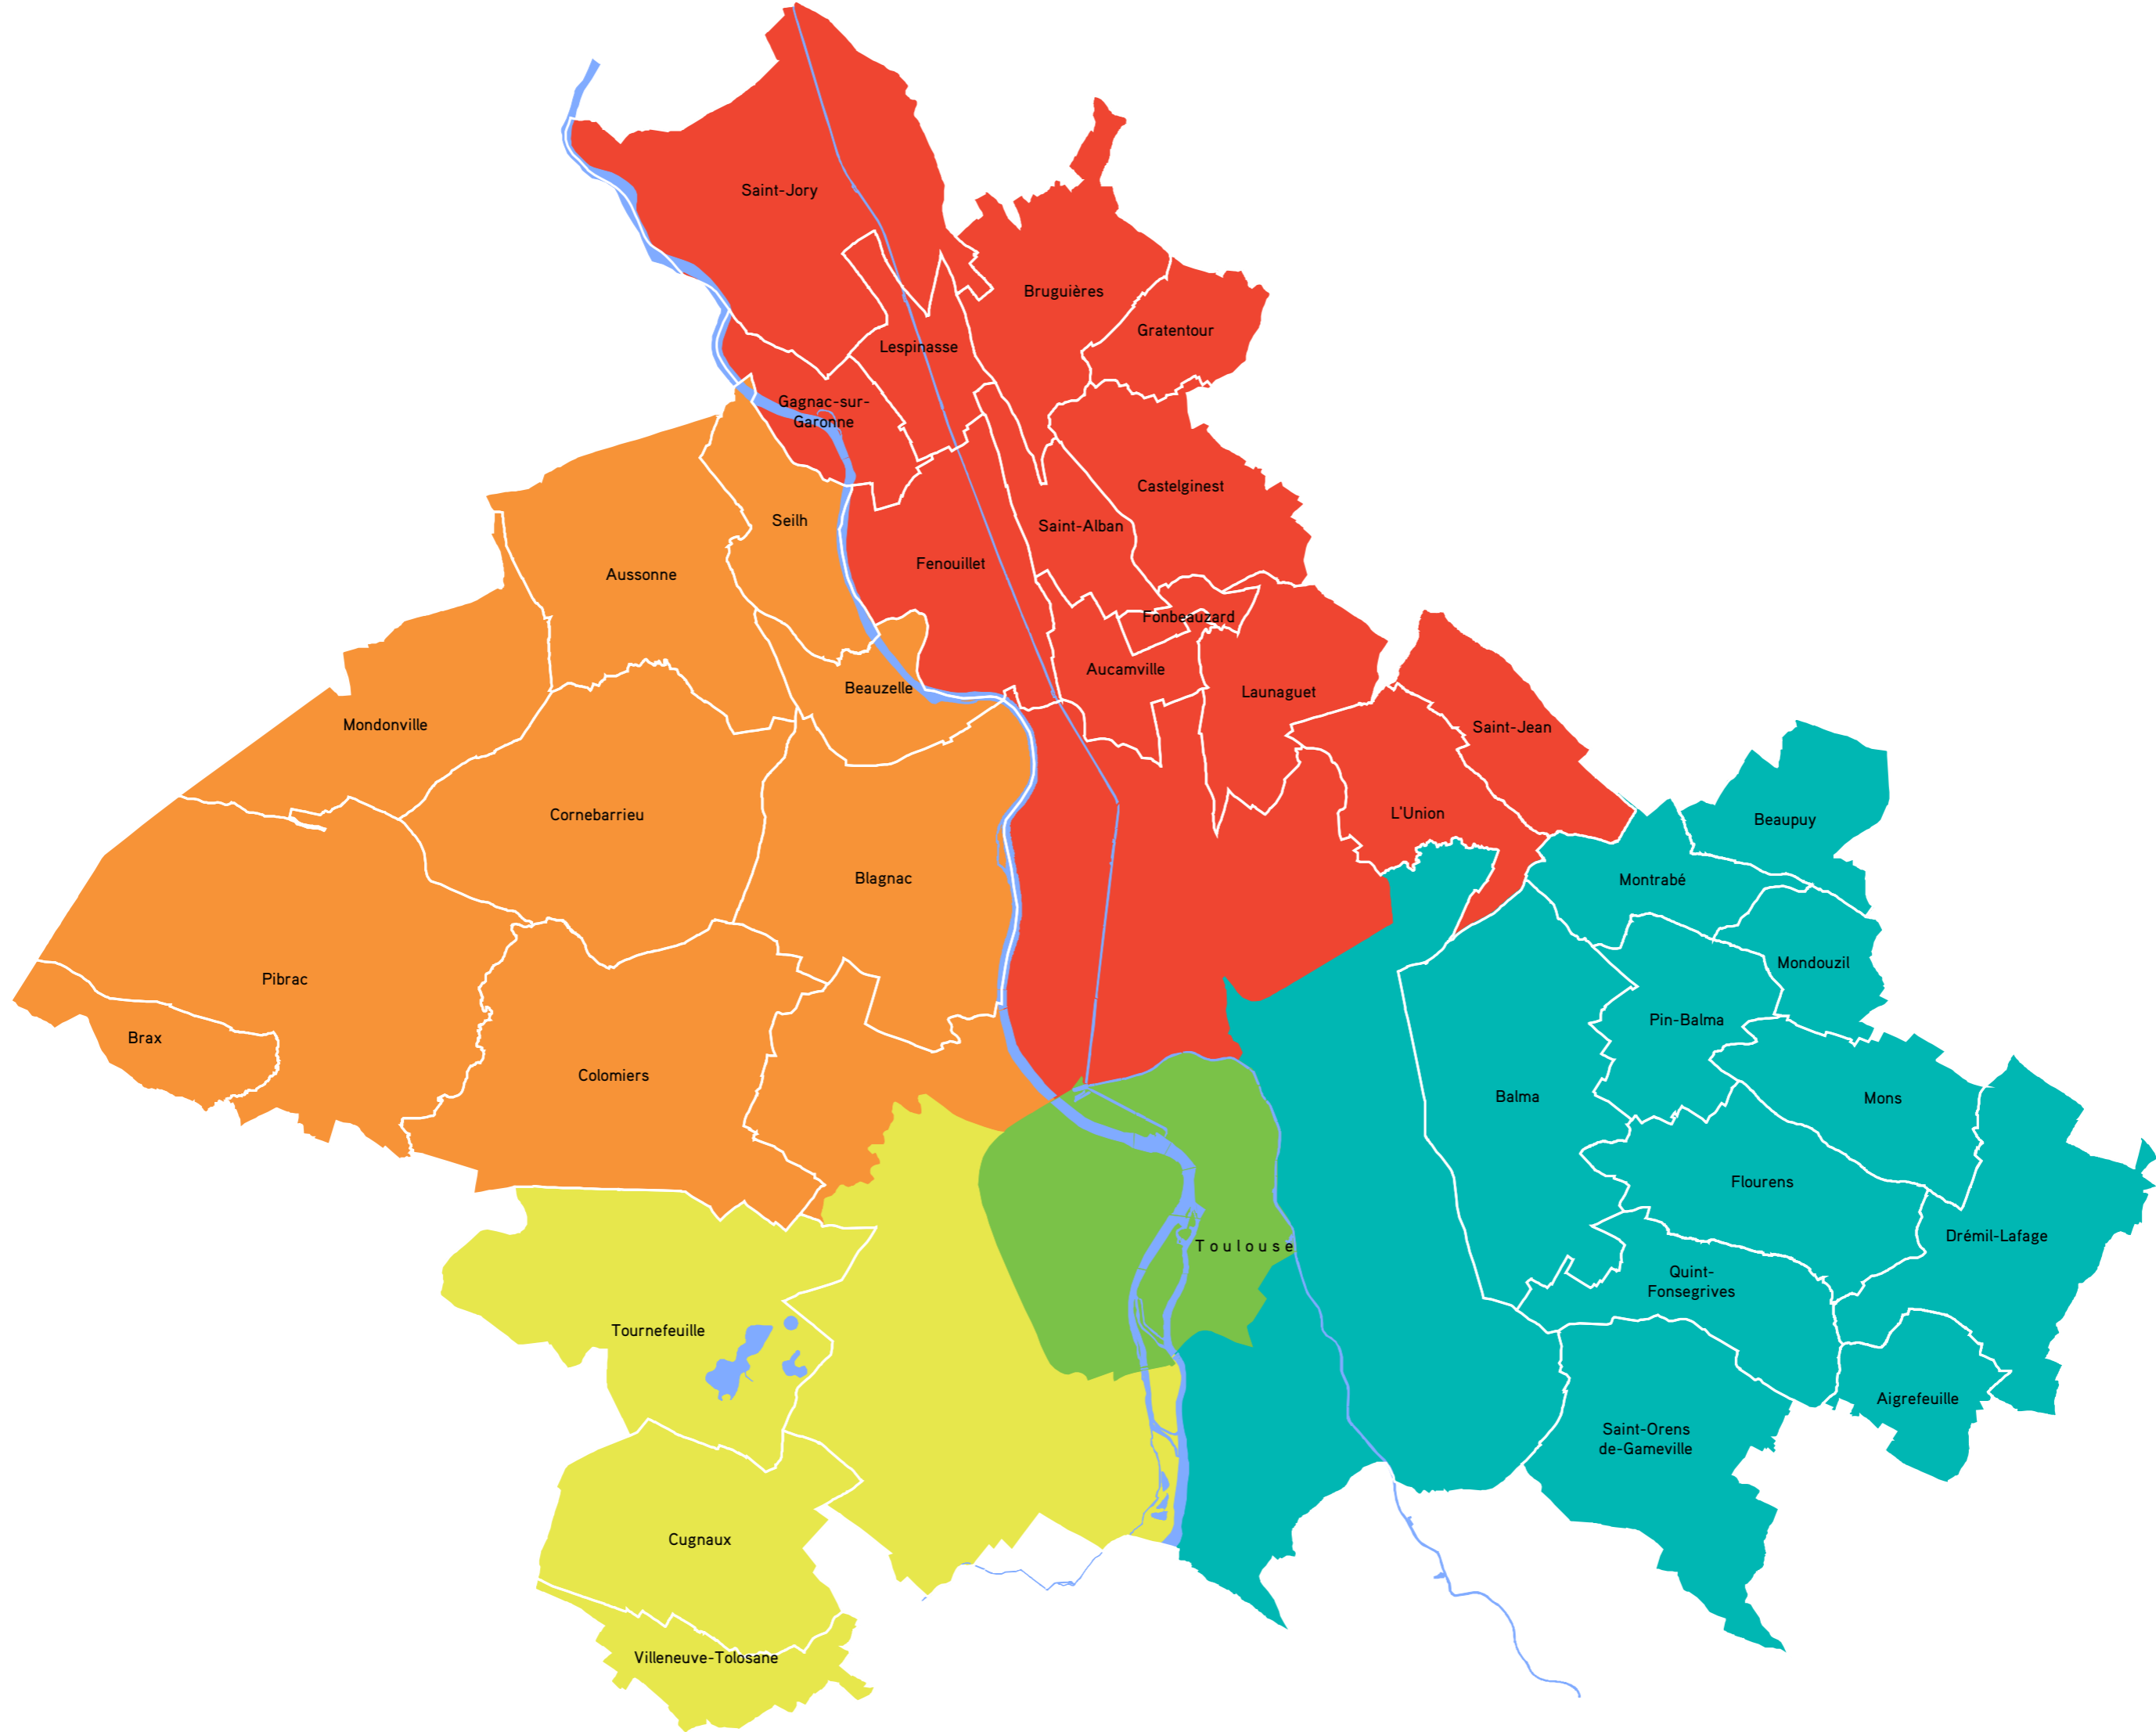 Saint-Jory
Bruguières
Gratentour
Lespinasse
Gagnac-sur-
Garonne
Castelginest
Seilh
Saint-Alban
Fenouillet
Aussonne
Fonbeauzard
Aucamville
Beauzelle
Launaguet
Mondonville
Saint-Jean
Cornebarrieu
L'Union
Beaupuy
Blagnac
Montrabé
Mondouzil
Pibrac
Pin-Balma
Brax
Colomiers
Balma
Mons
Flourens
Drémil-Lafage
Toulouse
Quint-
Fonsegrives
Tournefeuille
Aigrefeuille
Saint-Orens
de-Gameville
Cugnaux
Villeneuve-Tolosane